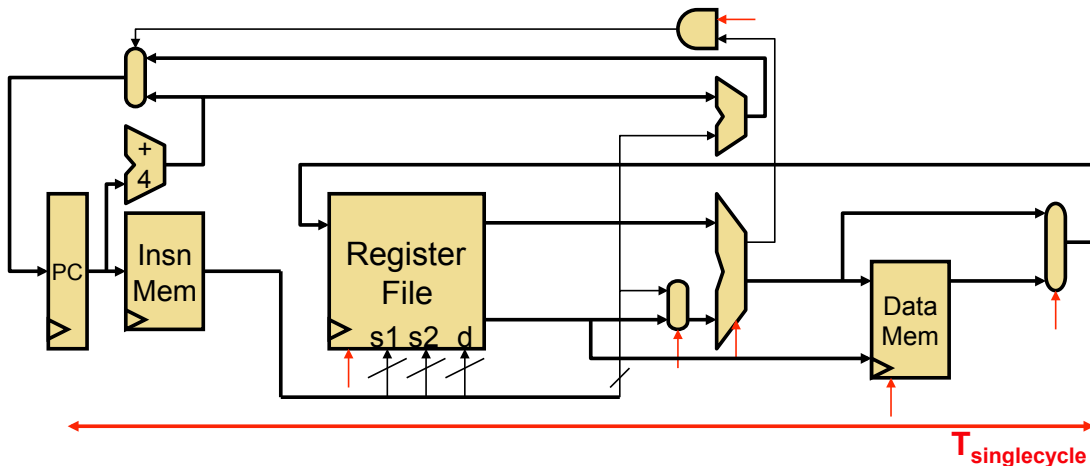 +
4
PC
Insn
Mem
Register
File
s1 s2 d
Data
Mem
Tsinglecycle